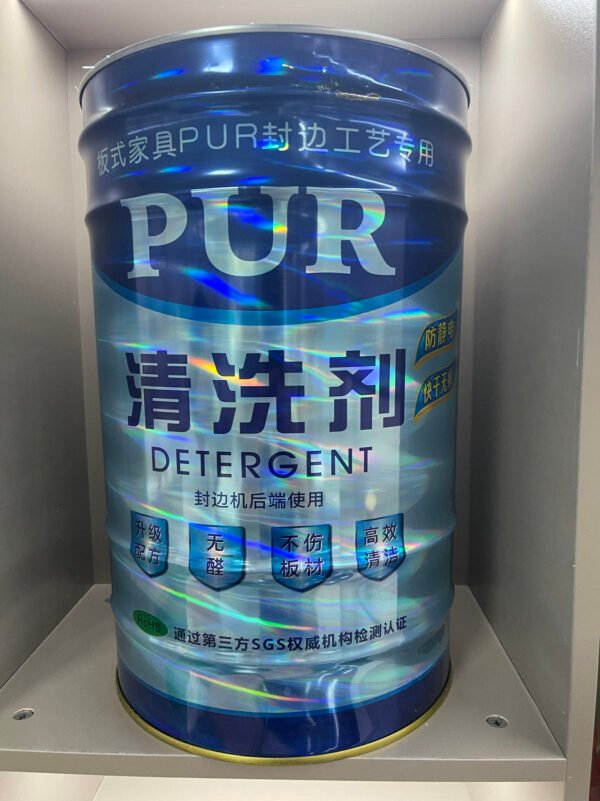 板式家具PUR封边工艺专用
PUR
防静电
快干无
清洗剂
DETERGENT
封边机后端使用
升级
配方
无
醛
不伤
板材
高效
清洁
RoHS
通过第三方SGS权威机构检测认证